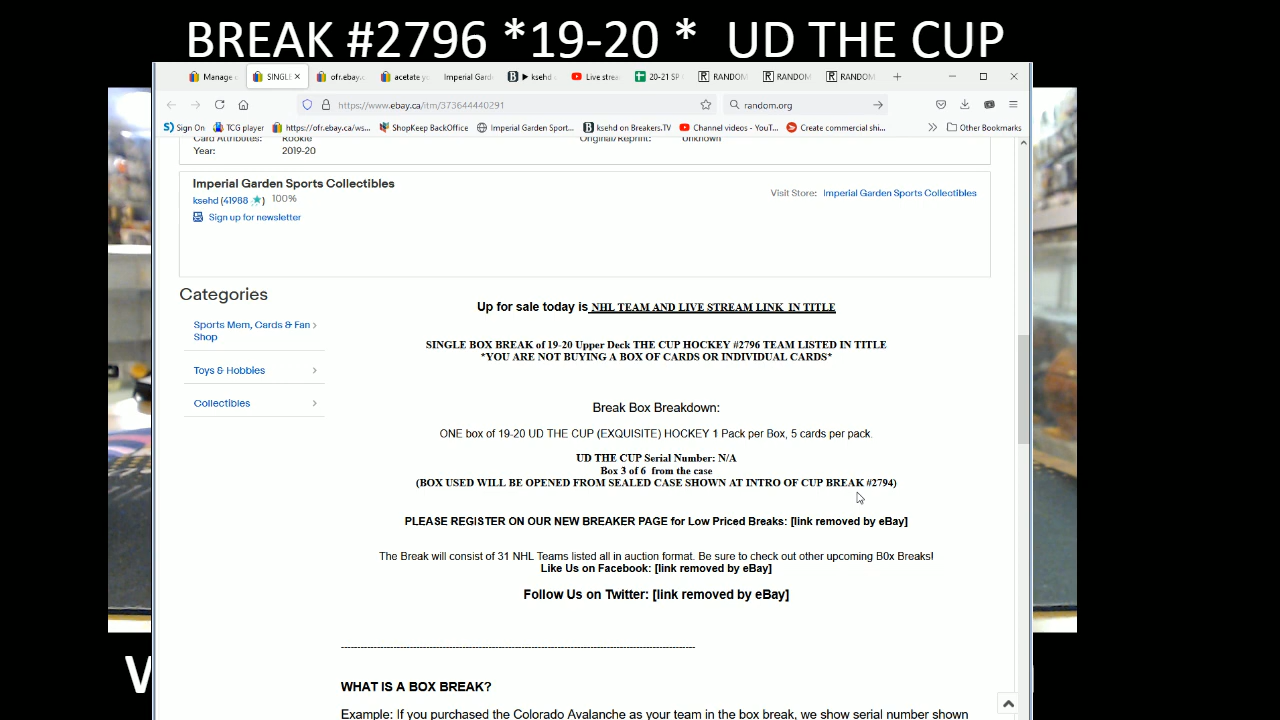 BREAK #2796 *19-20 * UD THE CUP
Manage
SINGLE
ofr.ebay.
acetate y
Imperial Gard
ksehd
Live strea
20-21 SP
RANDOM
RANDOM
RANDOM
https://www.ebay.ca/itm/373644440291
random.org
Sign On
TCG player
https://ofr.ebay.ca/ws...
ShopKeep BackOffice
Imperial Garden Sport...
ksehd on Breakers.TV
Channel videos - YouT...
Create commercial shi...
Other Bookmarks
Card Attributes: Rookie
Original/Reprint: Unknown
Year: 2019-20
Imperial Garden Sports Collectibles
ksehd (41988 ) 100%
Visit Store: Imperial Garden Sports Collectibles
Sign up for newsletter
Categories
Sports Mem, Cards & Fan
Shop
Toys & Hobbies
Collectibles
Up for sale today is NHL TEAM AND LIVE STREAM LINK IN TITLE
SINGLE BOX BREAK of 19-20 Upper Deck THE CUP HOCKEY #2796 TEAM LISTED IN TITLE
*YOU ARE NOT BUYING A BOX OF CARDS OR INDIVIDUAL CARDS*
Break Box Breakdown:
ONE box of 19-20 UD THE CUP (EXQUISITE) HOCKEY 1 Pack per Box, 5 cards per pack.
UD THE CUP Serial Number: N/A
Box 3 of 6 from the case
(BOX USED WILL BE OPENED FROM SEALED CASE SHOWN AT INTRO OF CUP BREAK #2794)
PLEASE REGISTER ON OUR NEW BREAKER PAGE for Low Priced Breaks: [link removed by eBay]
The Break will consist of 31 NHL Teams listed all in auction format. Be sure to check out other upcoming B0x Breaks!
Like Us on Facebook: [link removed by eBay]
Follow Us on Twitter: [link removed by eBay]
WHAT IS A BOX BREAK?
Example: If you purchased the Colorado Avalanche as your team in the box break, we show serial number shown